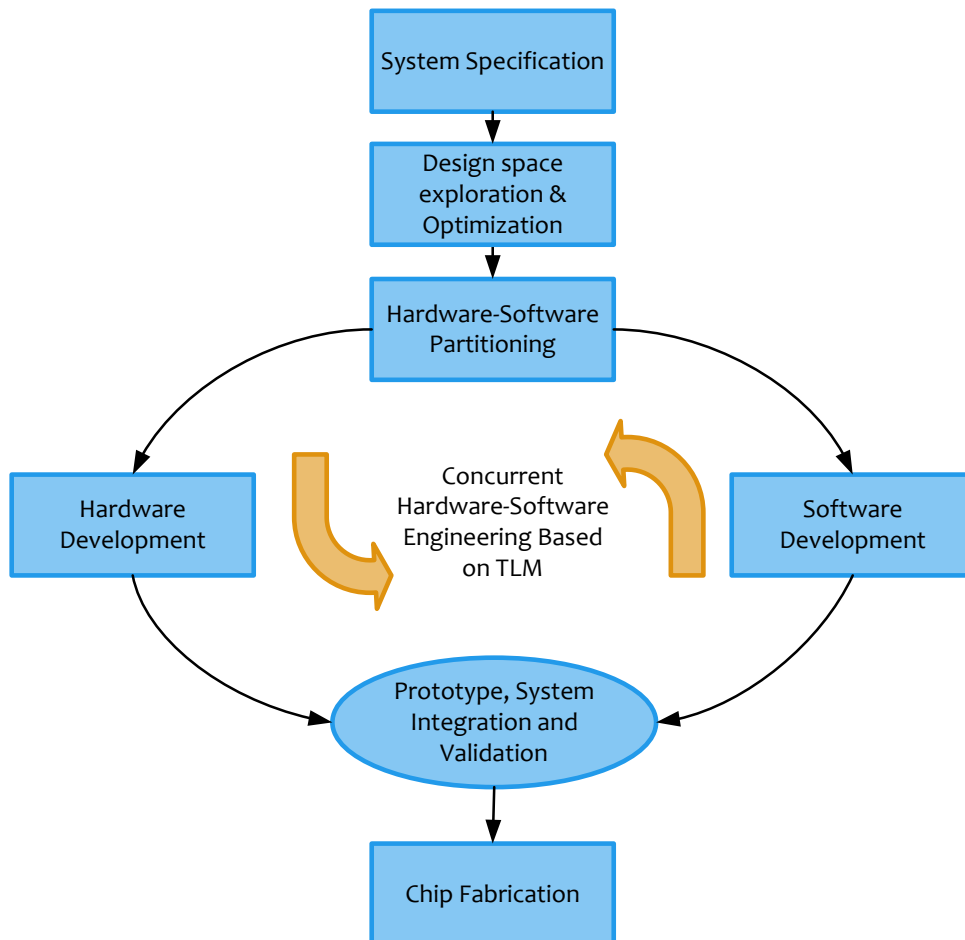 System Specification
Design space
exploration &
Optimization
Hardware-Software
Partitioning
Concurrent
Hardware-Software
Engineering Based
on TLM
Hardware
Development
Software
Development
Prototype, System
Integration and
Validation
Chip Fabrication